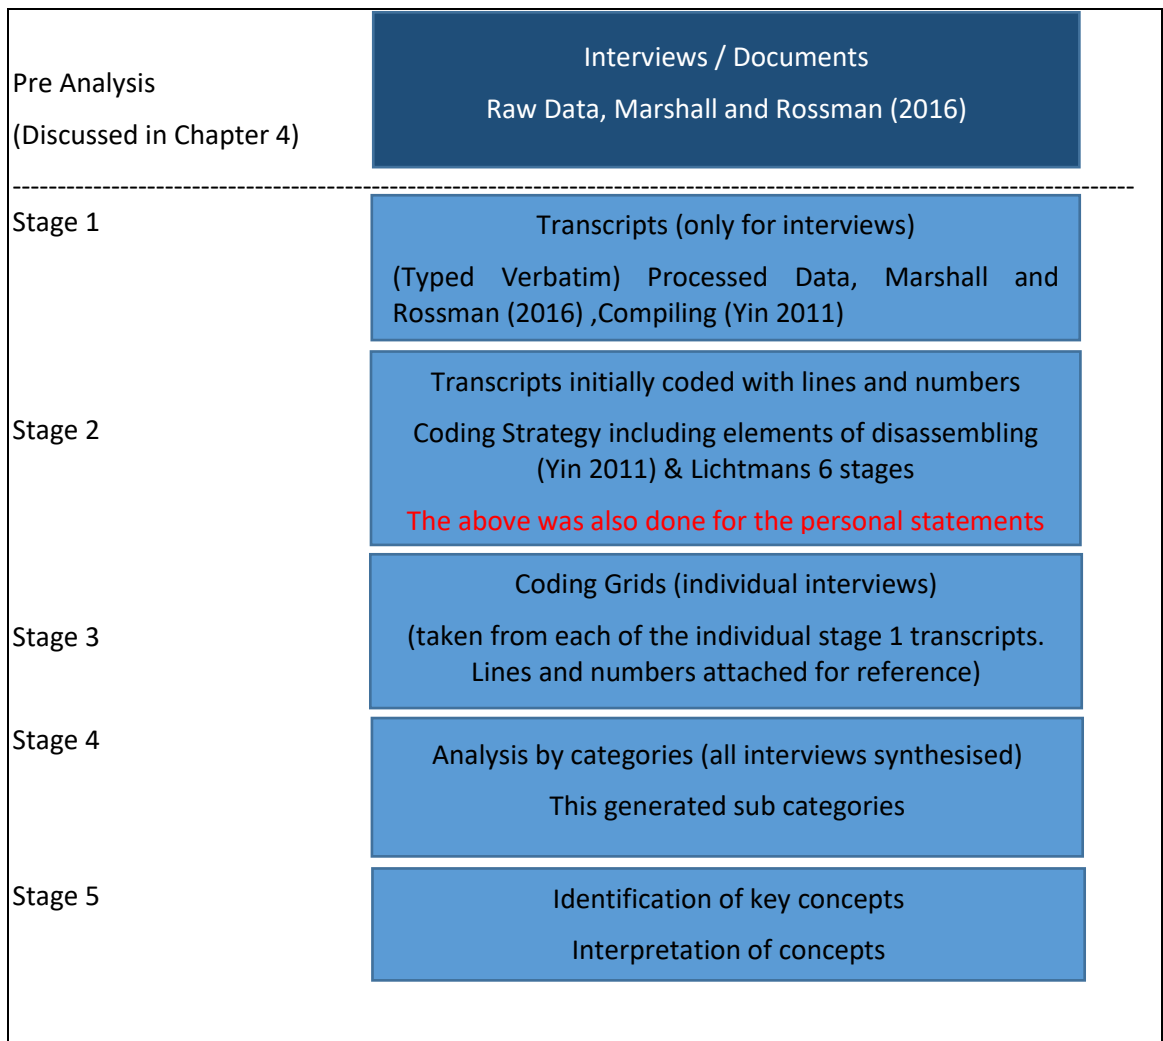 Pre Analysis
(Discussed in Chapter 4)
Interviews / Documents
Raw Data, Marshall and Rossman (2016)
Stage 1
Transcripts (only for interviews)
(Typed Verbatim) Processed Data, Marshall and
Rossman (2016) ,Compiling (Yin 2011)
Stage 2
Transcripts initially coded with lines and numbers
Coding Strategy including elements of disassembling
(Yin 2011) & Lichtmans 6 stages
The above was also done for the personal statements
Stage 3
Coding Grids (individual interviews)
(taken from each of the individual stage 1 transcripts.
Lines and numbers attached for reference)
Stage 4
Analysis by categories (all interviews synthesised)
This generated sub categories
Stage 5
Identification of key concepts
Interpretation of concepts